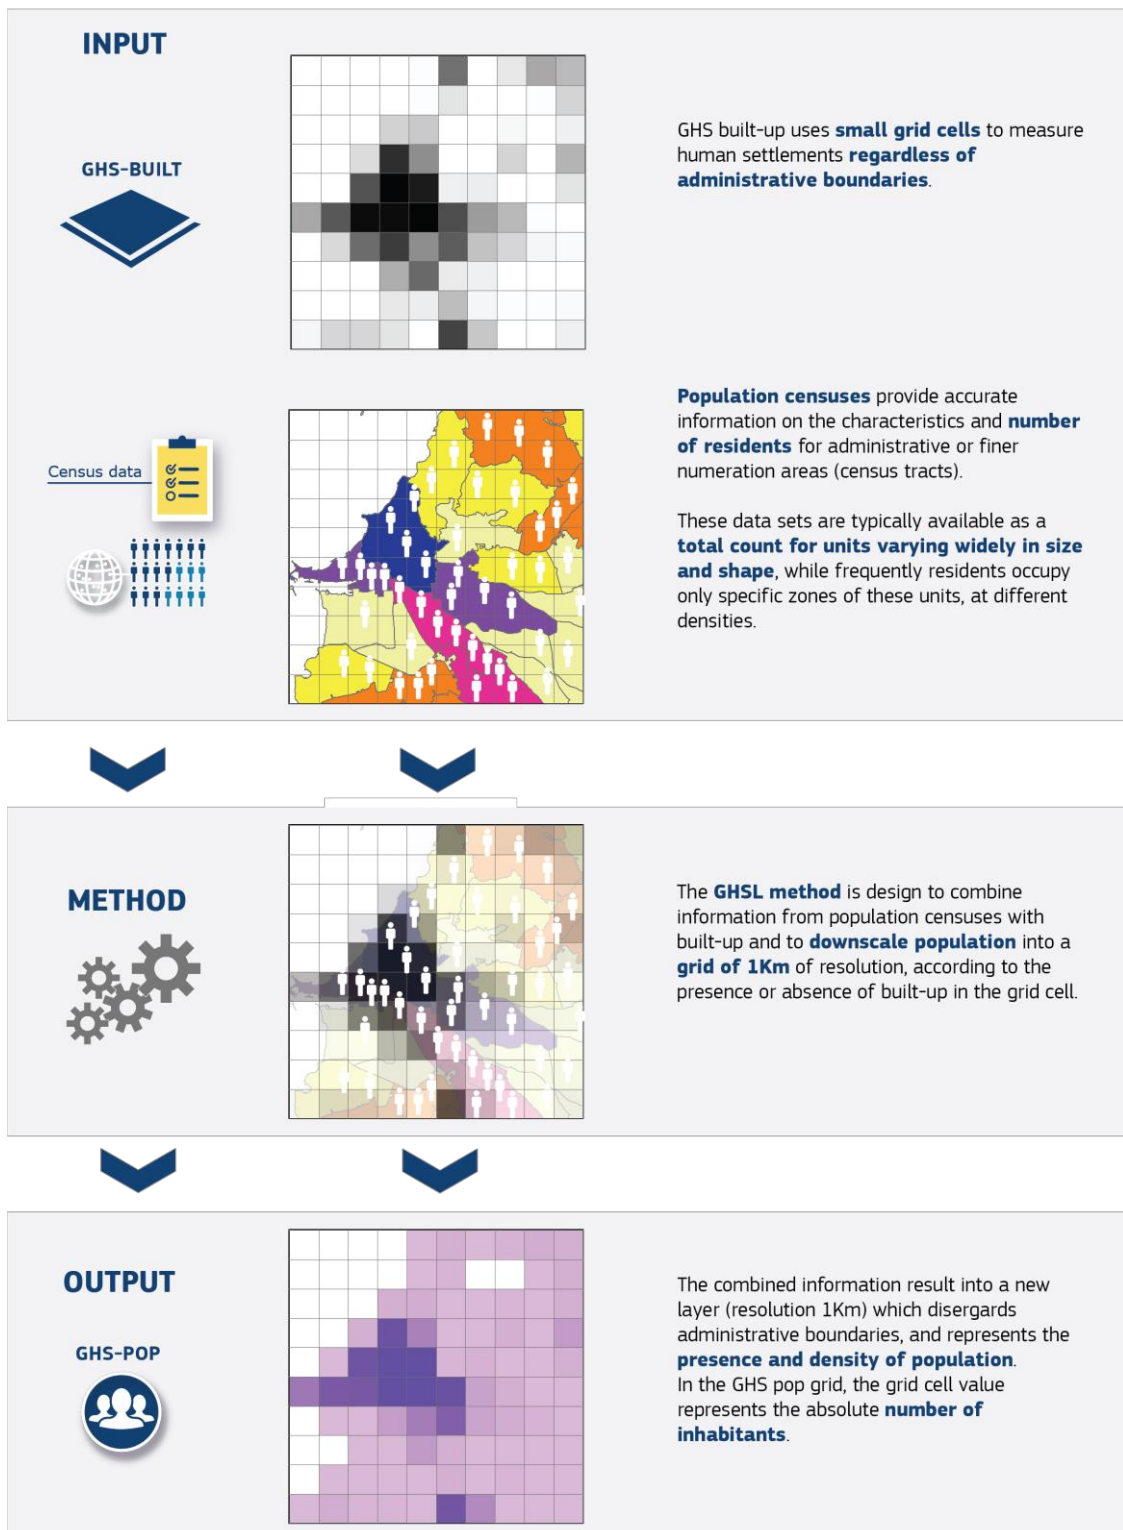 INPUT
GHS-BUILT
GHS built-up uses small grid cells to measure
human settlements regardless of
administrative boundaries.
Census data
Population censuses provide accurate
information on the characteristics and number
of residents for administrative or finer
numeration areas (census tracts).
These data sets are typically available as a
total count for units varying widely in size
and shape, while frequently residents occupy
only specific zones of these units, at different
densities.
METHOD
The GHSL method is design to combine
information from population censuses with
built-up and to downscale population into a
grid of 1Km of resolution, according to the
presence or absence of built-up in the grid cell.
OUTPUT
GHS-POP
The combined information result into a new
layer (resolution 1Km) which disergards
administrative boundaries, and represents the
presence and density of population.
In the GHS pop grid, the grid cell value
represents the absolute number of
inhabitants.